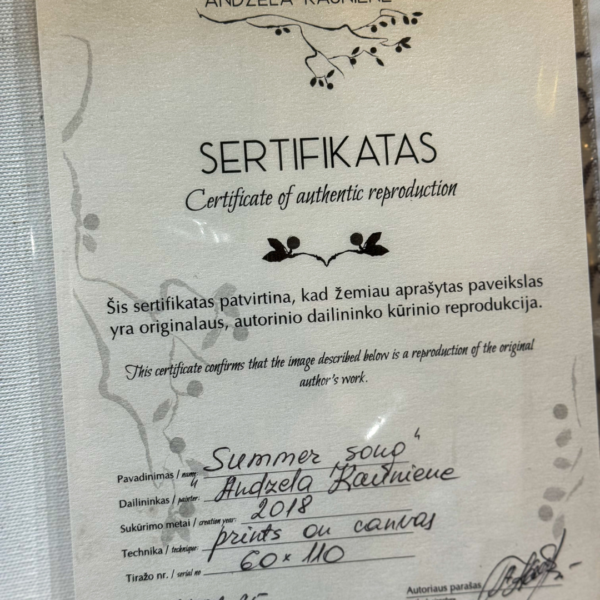 ANDŽELA RAŠNIENĖ
SERTIFIKATAS
Certificate of authentic reproduction
Šis sertifikatas patvirtina, kad žemiau aprašytas paveikslas
yra originalaus, autorinio dailininko kūrinio reprodukcija.
This certificate confirms that the image described below is a reproduction of the original
author's work.
Pavadinimas / name "Summer song"
Dailininkas / painter: Andzela Rašniene
Sukūrimo metai / creation year: 2018
Technika / technique: prints on canvas
Tiražo nr. / serial no 60 × 110
Autoriaus parašas